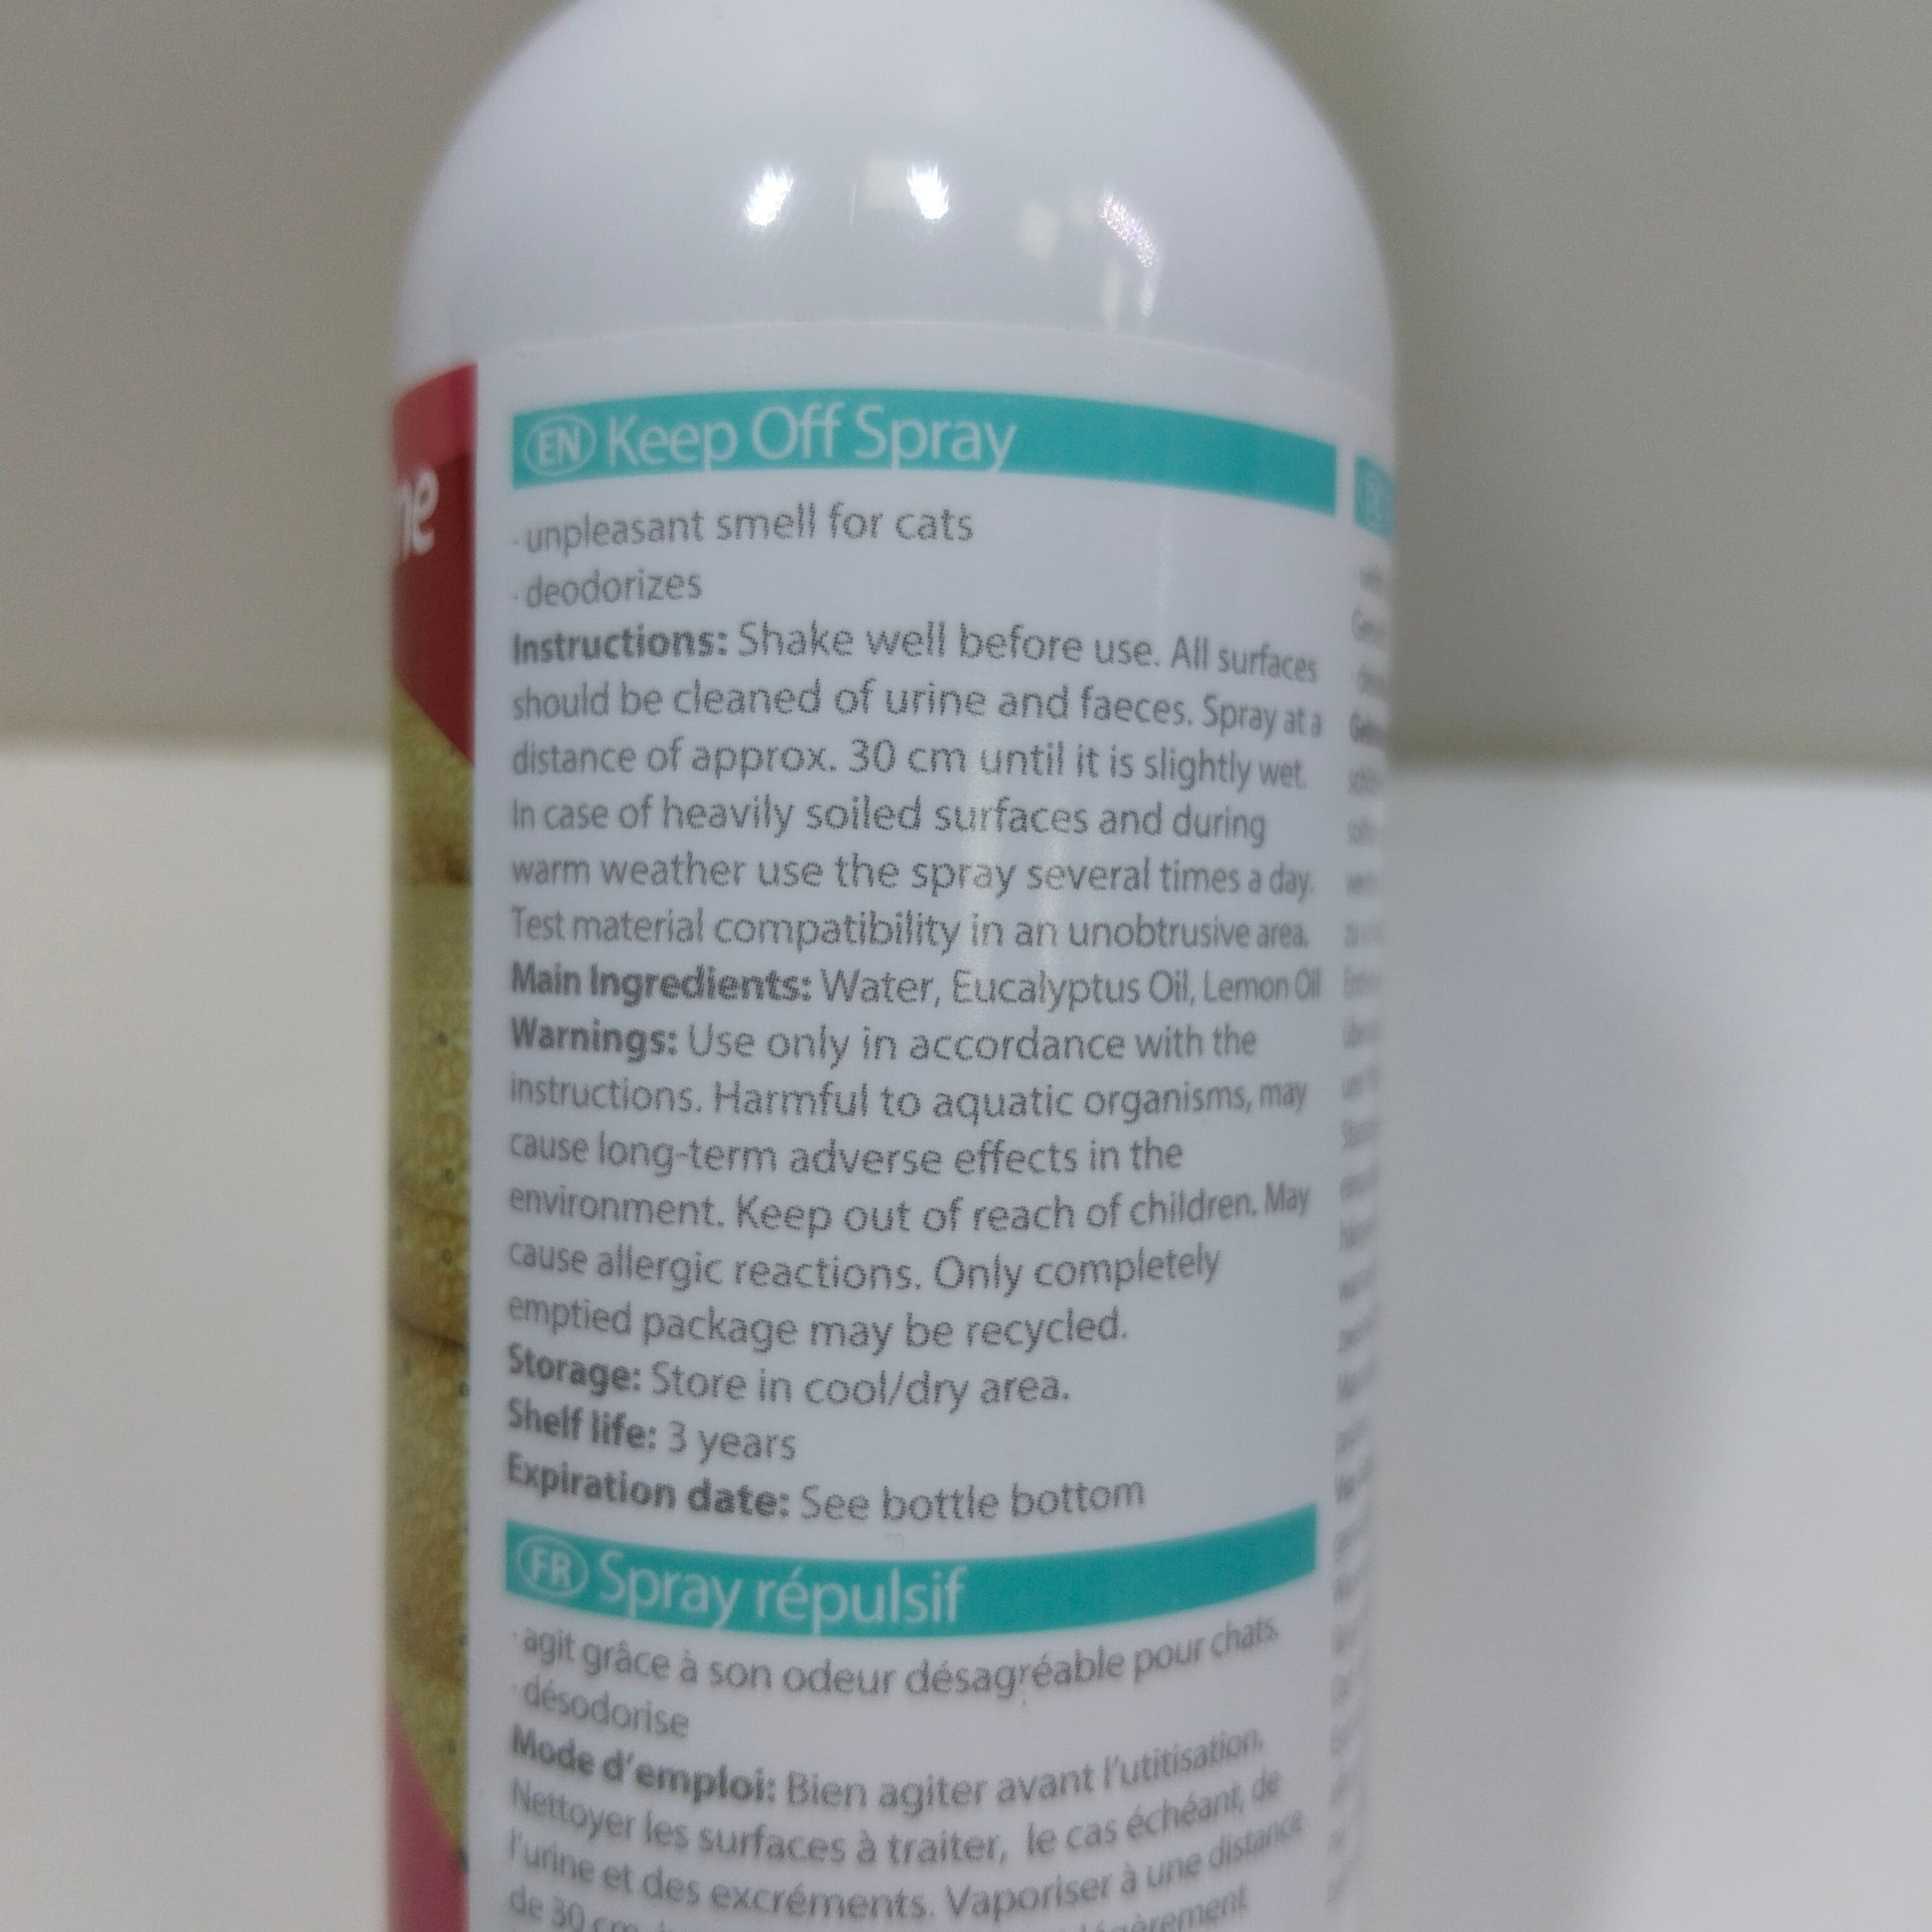 EN Keep Off Spray
· unpleasant smell for cats
· deodorizes
Instructions: Shake well before use. All surfaces
should be cleaned of urine and faeces. Spray at a
distance of approx. 30 cm until it is slightly wet.
In case of heavily soiled surfaces and during
warm weather use the spray several times a day.
Test material compatibility in an unobtrusive area.
Main Ingredients: Water, Eucalyptus Oil, Lemon Oil
Warnings: Use only in accordance with the
instructions. Harmful to aquatic organisms, may
cause long-term adverse effects in the
environment. Keep out of reach of children. May
cause allergic reactions. Only completely
emptied package may be recycled.
Storage: Store in cool/dry area.
Shelf life: 3 years
Expiration date: See bottle bottom
FR Spray répulsif
· agit grâce à son odeur désagréable pour chats.
· désodorise
Mode d'emploi: Bien agiter avant l'utitisation.
Nettoyer les surfaces à traiter, le cas échéant, de
l'urine et des excréments. Vaporiser à une distance
de 30 cm légèrement
ne